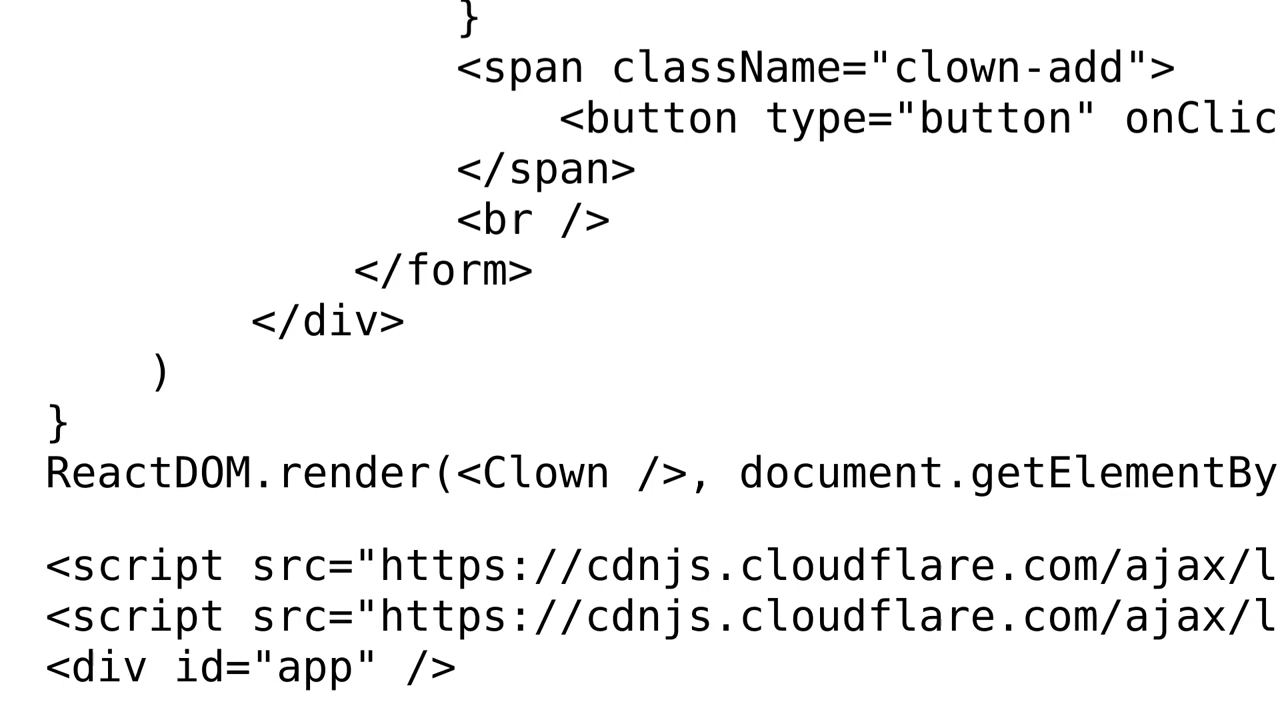 }
<span className="clown-add">
<button type="button" onClic
</span>
<br />
</form>
</div>
)
}
ReactDOM.render(<Clown />, document.getElementBy
<script src="https://cdnjs.cloudflare.com/ajax/l
<script src="https://cdnjs.cloudflare.com/ajax/l
<div id="app" />